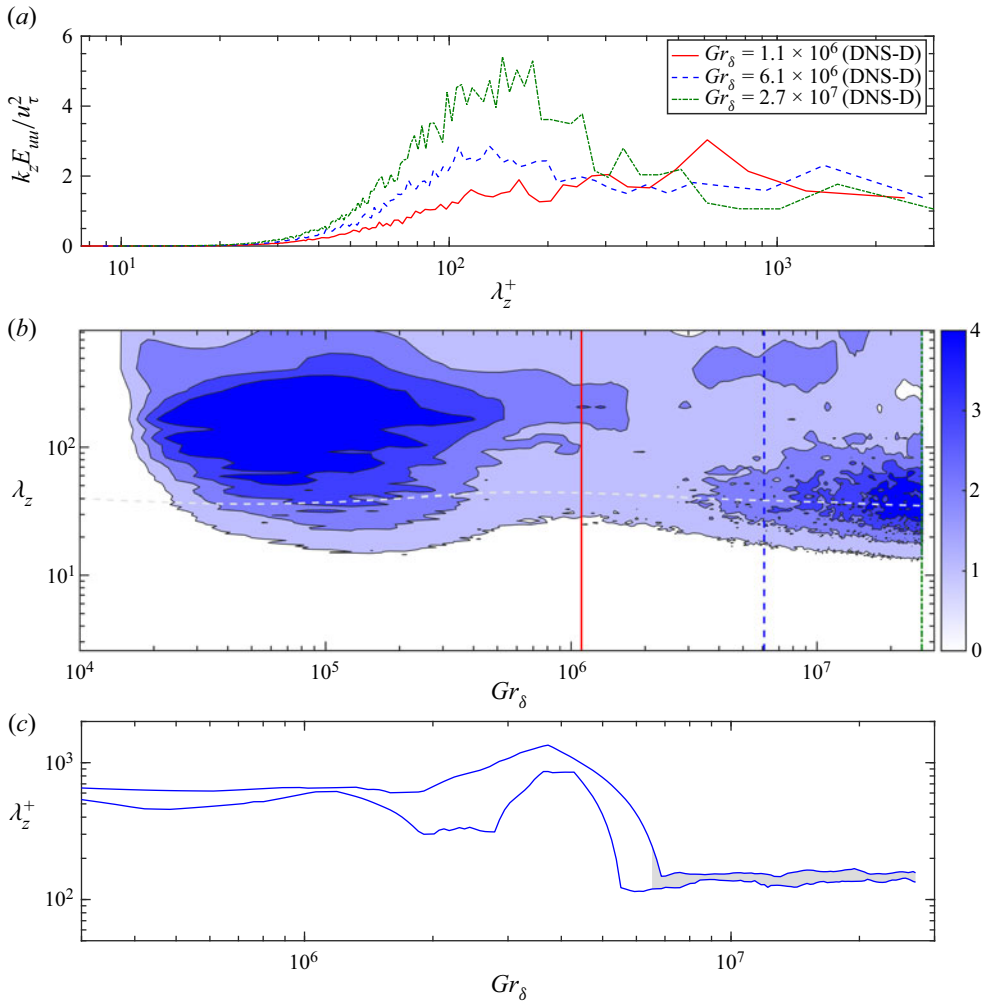 (a)
6
4
2
0
k_z E_uu/u_τ^2
Gr_δ = 1.1 × 10^6 (DNS-D)
Gr_δ = 6.1 × 10^6 (DNS-D)
Gr_δ = 2.7 × 10^7 (DNS-D)
10^1 10^2 10^3
λ_z^+
(b)
10^2
λ_z
10^1
10^4 10^5 10^6 10^7
Gr_δ
4
3
2
1
0
(c)
10^3
λ_z^+
10^2
10^6 10^7
Gr_δ